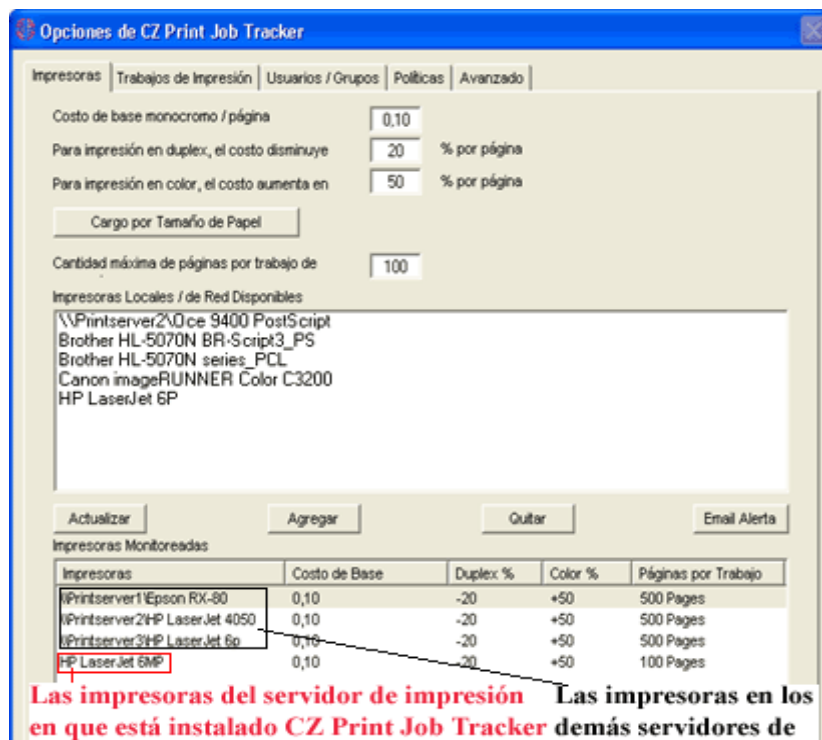 Opciones de CZ Print Job Tracker
Impresoras Trabajos de Impresión Usuarios / Grupos Políticas Avanzado
Costo de base monocromo / página 0,10
Para impresión en duplex, el costo disminuye 20 % por página
Para impresión en color, el costo aumenta en 50 % por página
Cargo por Tamaño de Papel
Cantidad máxima de páginas por trabajo de 100
Impresoras Locales / de Red Disponibles
\\Printserver2\Oce 9400 PostScript
Brother HL-5070N BR-Script3_PS
Brother HL-5070N series_PCL
Canon imageRUNNER Color C3200
HP LaserJet 6P
Actualizar Agregar Quitar Email Alerta
Impresoras Monitoreadas
Impresoras Costo de Base Duplex % Color % Páginas por Trabajo
\\Printserver1\Epson RX-80 0,10 -20 +50 500 Pages
\\Printserver2\HP LaserJet 4050 0,10 -20 +50 500 Pages
\\Printserver3\HP LaserJet 6p 0,10 -20 +50 500 Pages
HP LaserJet 6MP 0,10 -20 +50 100 Pages
Las impresoras del servidor de impresión Las impresoras en los
en que está instalado CZ Print Job Tracker demás servidores de